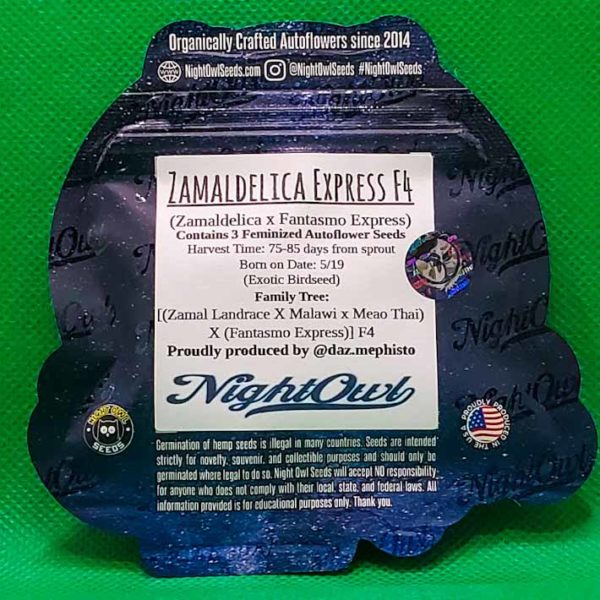 Organically Crafted Autoflowers since 2014
NightOwlSeeds.com @NightOwlSeeds #NightOwlSeeds
ZAMALDELICA EXPRESS F4
(Zamaldelica x Fantasmo Express)
Contains 3 Feminized Autoflower Seeds
Harvest Time: 75-85 days from sprout
Born on Date: 5/19
(Exotic Birdseed)
Family Tree:
[(Zamal Landrace X Malawi x Meao Thai)
X (Fantasmo Express)] F4
Proudly produced by @daz.mephisto
NightOwl
SEEDS
PROUDLY PRODUCED IN THE U.S.A.
Germination of hemp seeds is illegal in many countries. Seeds are intended
strictly for novelty, souvenir, and collectible purposes and should only be
germinated where legal to do so. Night Owl Seeds will accept NO responsibility
for anyone who does not comply with their local, state, and federal laws. All
information provided is for educational purposes only. Thank you.